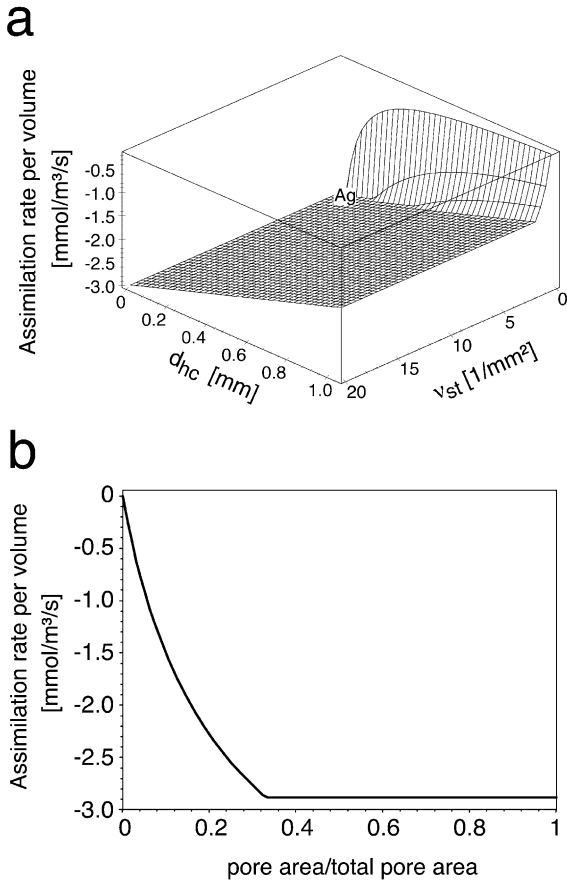 a
Assimilation rate per volume
[mmol/m³/s]
-0.5
-1.0
-1.5
-2.0
-2.5
-3.0
Ag
0
0.2
0.4
0.6
0.8
1.0
dhc [mm]
20
15
10
5
0
νst [1/mm²]
b
Assimilation rate per volume
[mmol/m³/s]
0
-0.5
-1.0
-1.5
-2.0
-2.5
-3.0
0 0.2 0.4 0.6 0.8 1
pore area/total pore area